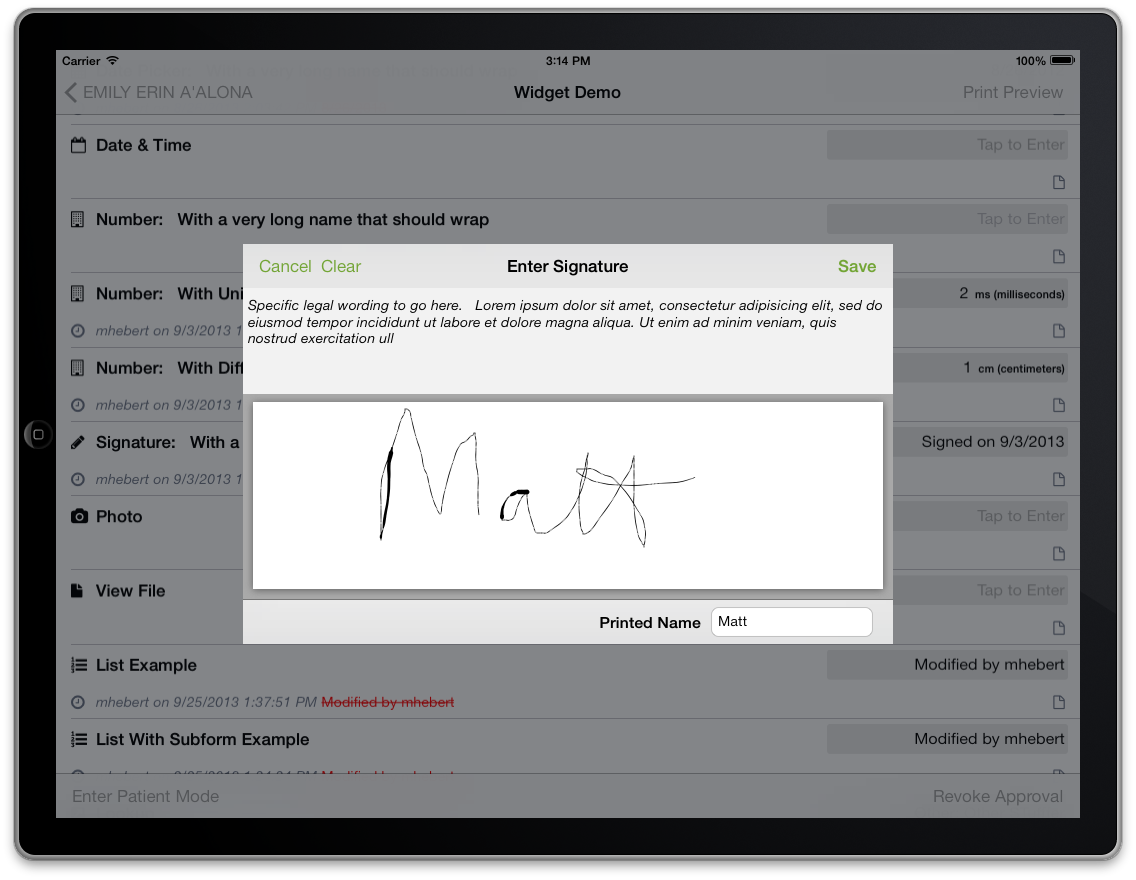 Carrier 3:14 PM 100%
EMILY ERIN A'ALONA Widget Demo Print Preview
Date & Time Tap to Enter
Number: With a very long name that should wrap Tap to Enter
Cancel Clear Enter Signature Save
Specific legal wording to go here. Lorem ipsum dolor sit amet, consectetur adipisicing elit, sed do
eiusmod tempor incididunt ut labore et dolore magna aliqua. Ut enim ad minim veniam, quis
nostrud exercitation ull
Number: With Uni 2 ms (milliseconds)
mhebert on 9/3/2013 1
Number: With Diff 1 cm (centimeters)
mhebert on 9/3/2013 1
Matt
Signature: With a Signed on 9/3/2013
mhebert on 9/3/2013 1
Photo Tap to Enter
View File Tap to Enter
Printed Name Matt
List Example Modified by mhebert
mhebert on 9/25/2013 1:37:51 PM Modified by mhebert
List With Subform Example Modified by mhebert
Enter Patient Mode Revoke Approval